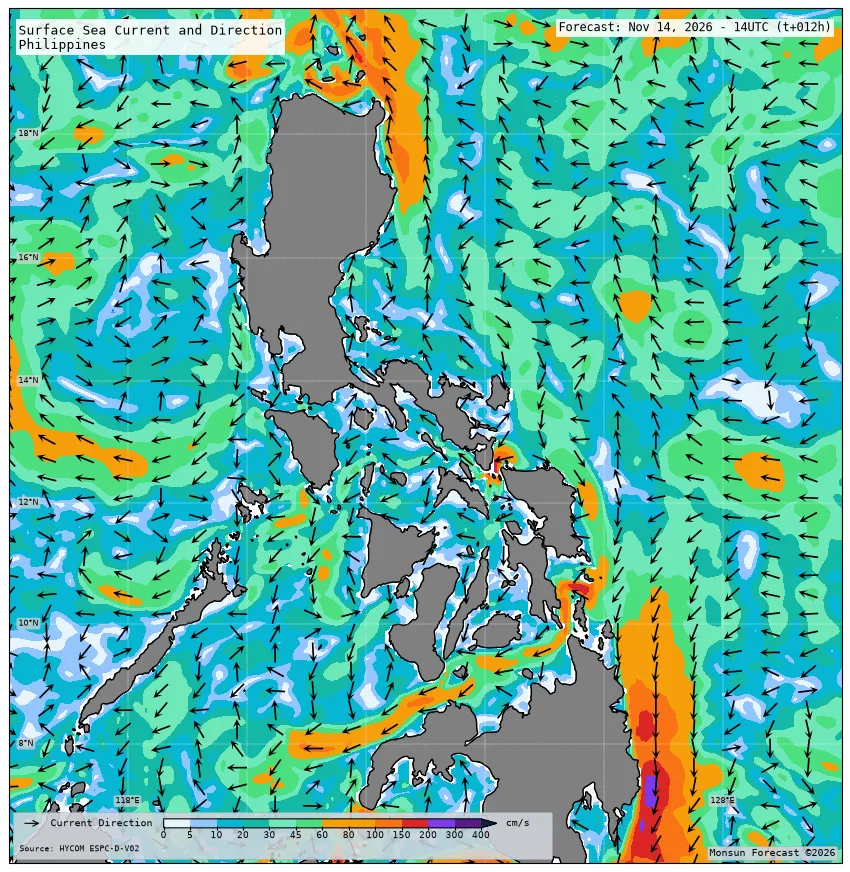 Surface Sea Current and Direction
Philippines
Forecast: Nov 14, 2026 - 14UTC (t+012h)
18°N
16°N
14°N
12°N
10°N
8°N
118°E
128°E
Current Direction
0 5 10 20 30 45 60 80 100 150 200 300 400
cm/s
Source: HYCOM ESPC-D-V02
Monsun Forecast ©2026